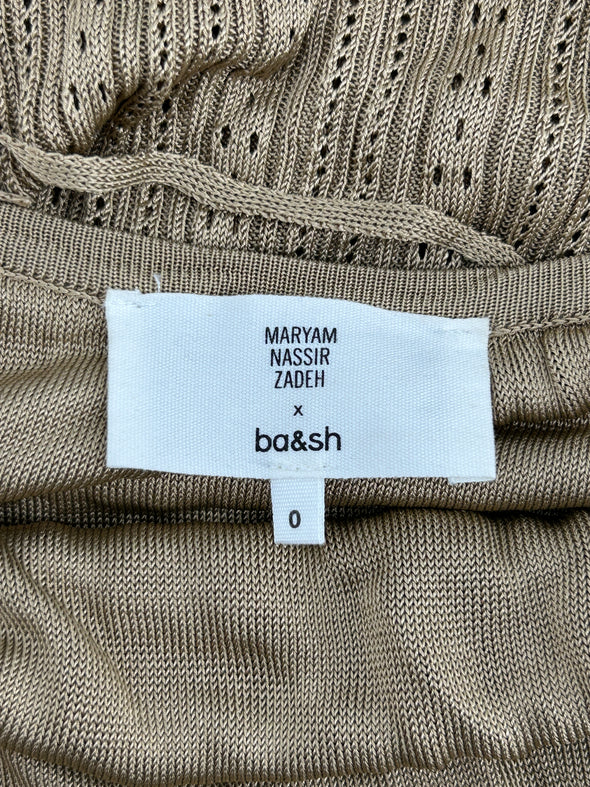 MARYAM
NASSIR
ZADEH
x
ba&sh
0